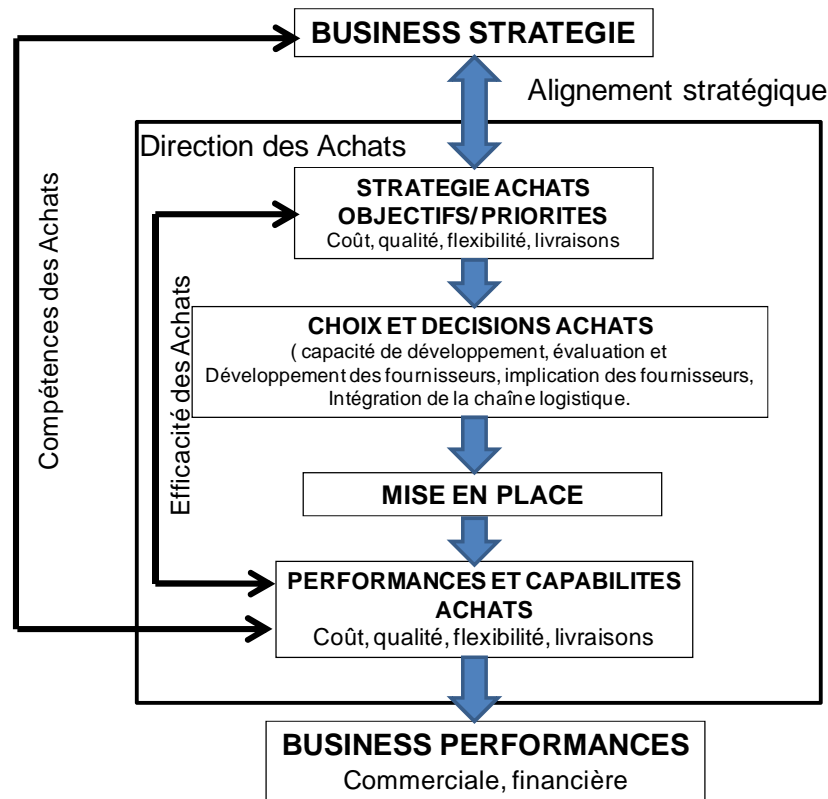 BUSINESS STRATEGIE
Alignement stratégique
Direction des Achats
STRATEGIE ACHATS
OBJECTIFS/ PRIORITES
Coût, qualité, flexibilité, livraisons
CHOIX ET DECISIONS ACHATS
( capacité de développement, évaluation et
Développement des fournisseurs, implication des fournisseurs,
Intégration de la chaîne logistique.
MISE EN PLACE
PERFORMANCES ET CAPABILITES
ACHATS
Coût, qualité, flexibilité, livraisons
BUSINESS PERFORMANCES
Commerciale, financière
Compétences des Achats
Efficacité des Achats